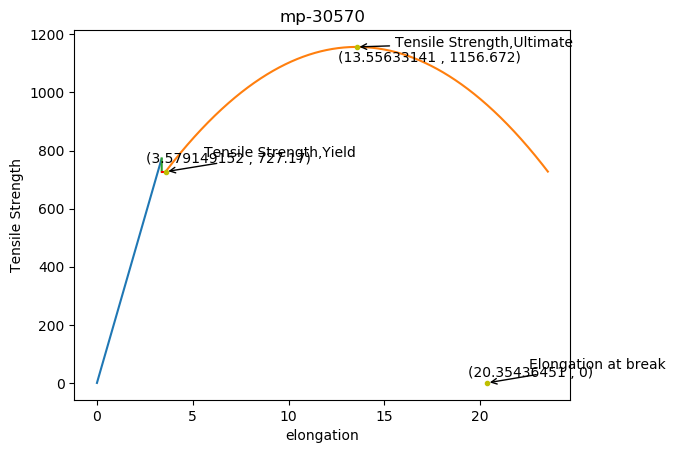 mp-30570
1200
1000
800
600
400
200
0
Tensile Strength
Tensile Strength,Ultimate
(13.55633141 , 1156.672)
Tensile Strength,Yield
(3.579149152 , 727.17)
Elongation at break
(20.35436451 , 0)
0 5 10 15 20
elongation